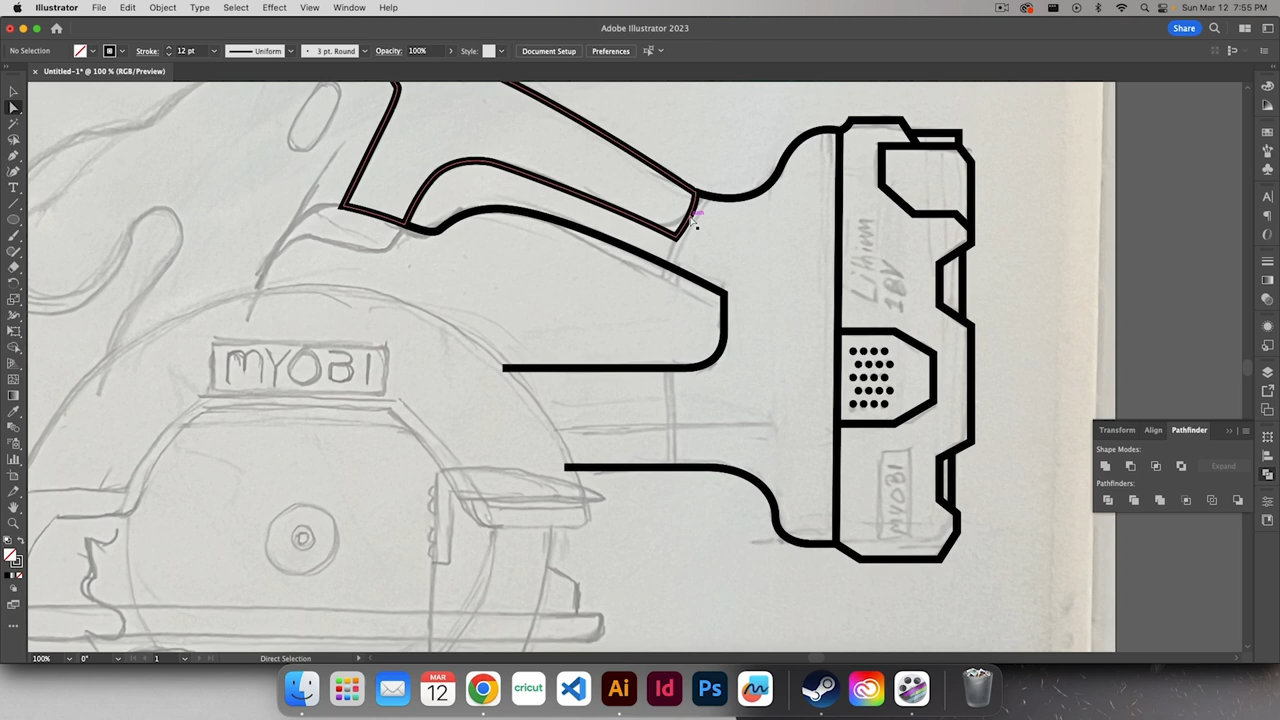 Illustrator File Edit Object Type Select Effect View Window Help Sun Mar 12 7:55 PM
Adobe Illustrator 2023
Share
No Selection Stroke: 12 pt Uniform 3 pt. Round Opacity: 100% Style: Document Setup Preferences
Untitled-1* @ 100 % (RGB/Preview)
Lithium
18V
MYOBI
MYOBI
Transform Align Pathfinder
Shape Modes:
Expand
Pathfinders:
100% 0° 1 Direct Selection
MAR
12
cricut
Ai
Id
Ps